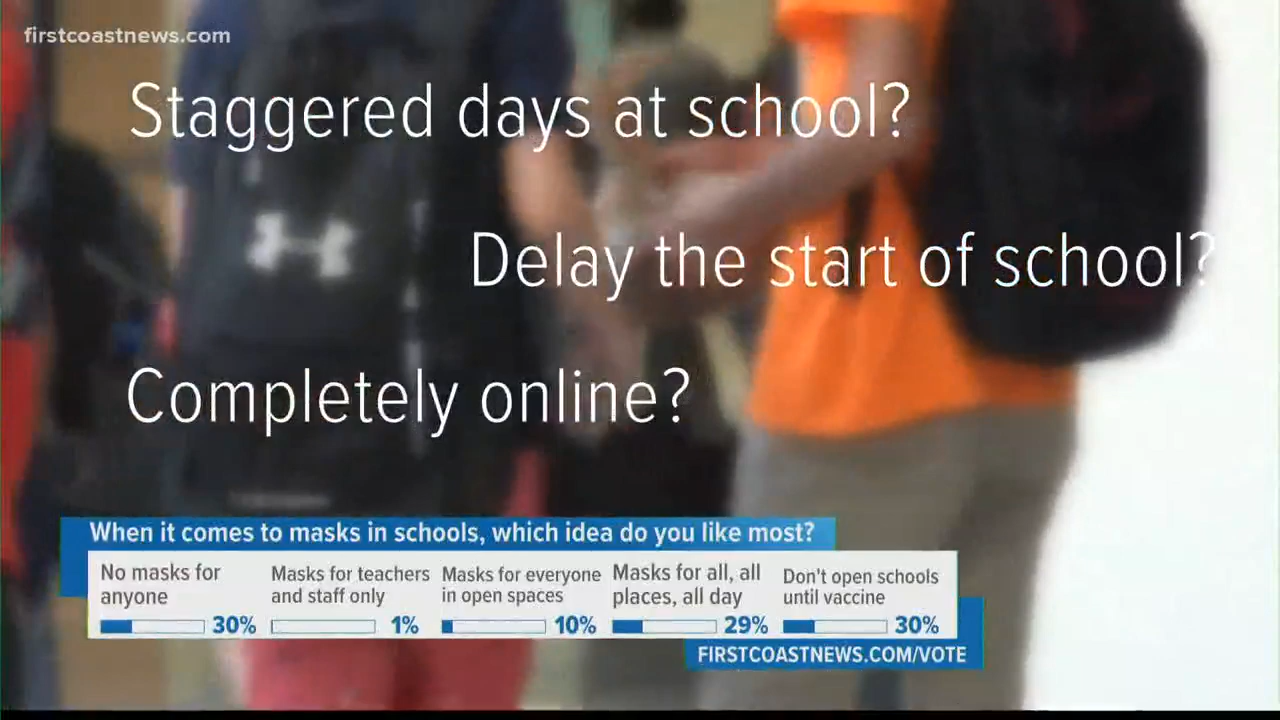 firstcoastnews.com
Staggered days at school?
Delay the start of school?
Completely online?
When it comes to masks in schools, which idea do you like most?
No masks for
anyone
30%
Masks for teachers
and staff only
1%
Masks for everyone
in open spaces
10%
Masks for all, all
places, all day
29%
Don't open schools
until vaccine
30%
FIRSTCOASTNEWS.COM/VOTE